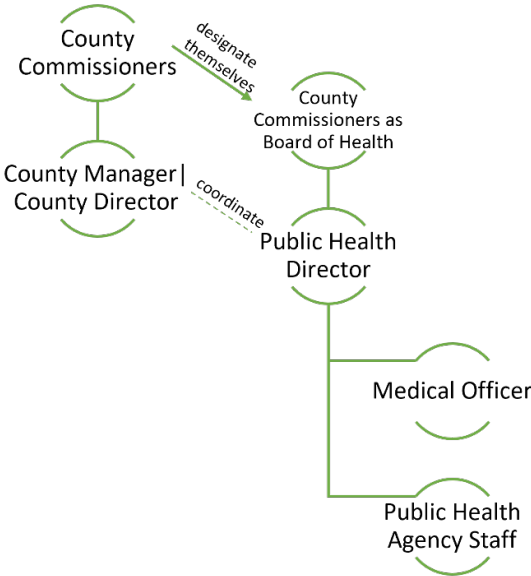 County
Commissioners
designate
themselves
County
Commissioners as
Board of Health
County Manager|
County Director
coordinate
Public Health
Director
Medical Officer
Public Health
Agency Staff